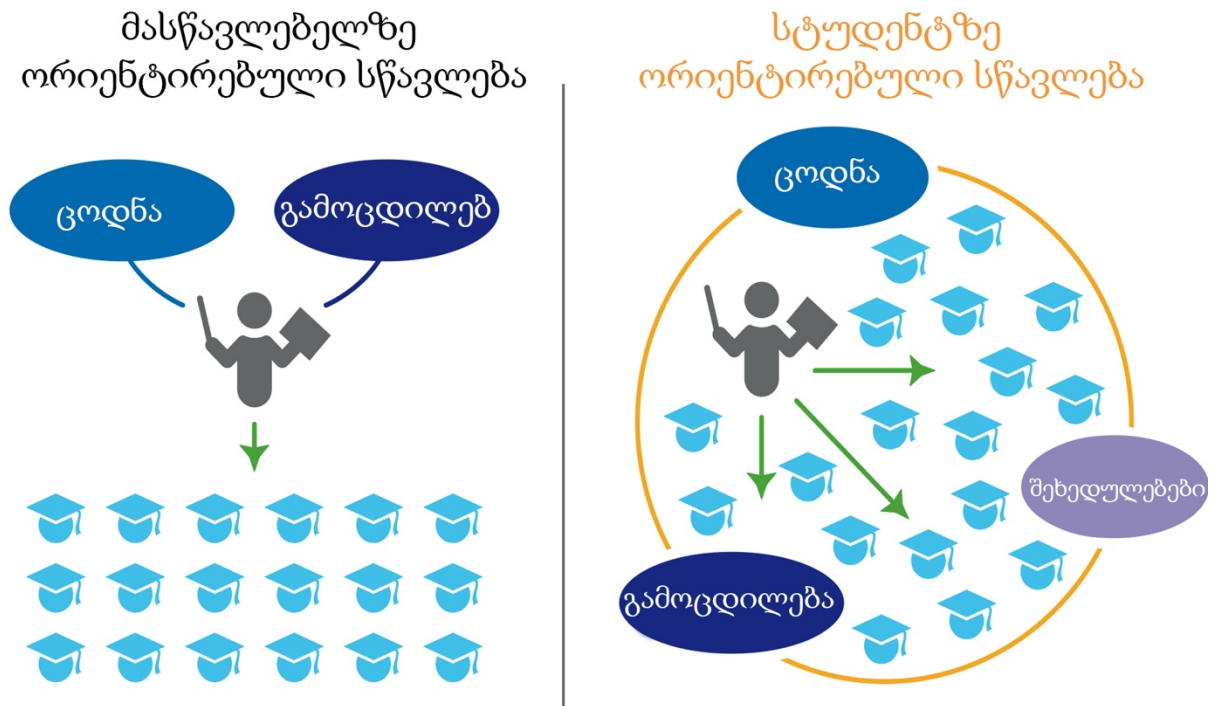 მასწავლებელზე
ორიენტირებული სწავლება
ცოდნა
გამოცდილებ
სტუდენტზე
ორიენტირებული სწავლება
ცოდნა
შეხედულებები
გამოცდილება